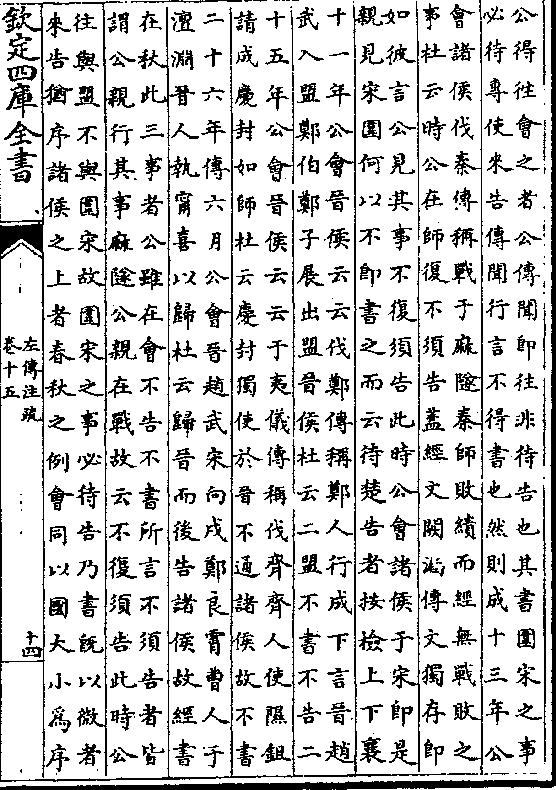 公得往會之者公傳聞即往非待告也其書圍宋之事
必待專使來告傳聞行言不得書也然則成十三年公
會諸侯伐秦傳稱戰于麻隧秦師敗績而經無戰敗之
事杜云時公在師復不須告葢經文闕漏傳文獨存即
如彼言公見其事不復須告此時公會諸侯于宋即是
親見宋圍何以不即書之而云待楚告者按檢上下襄
十一年公會晉侯云云伐鄭傳稱鄭人行成下言晉趙
武入盟鄭伯鄭子展出盟晉侯杜云二盟不書不告二
十五年公會晉侯云云于夷儀傳稱伐齊齊人使隰鉏
請成慶封如師杜云慶封獨使於晉不通諸侯故不書
二十六年傳六月公會晉趙武宋向戌鄭良霄曹人于
澶淵晉人執甯喜以歸杜云歸晉而後告諸侯故經書
在秋此三事者公雖在會不告不書所言不須告者皆
謂公親行其事麻隧公親在戰故云不復須告此時公
往與盟不與圍宋故圍宋之事必待告乃書既以微者
來告猶序諸侯之上者春秋之例會同以國大小爲序
欽定四庫全書
左傳注疏
卷十五
十四